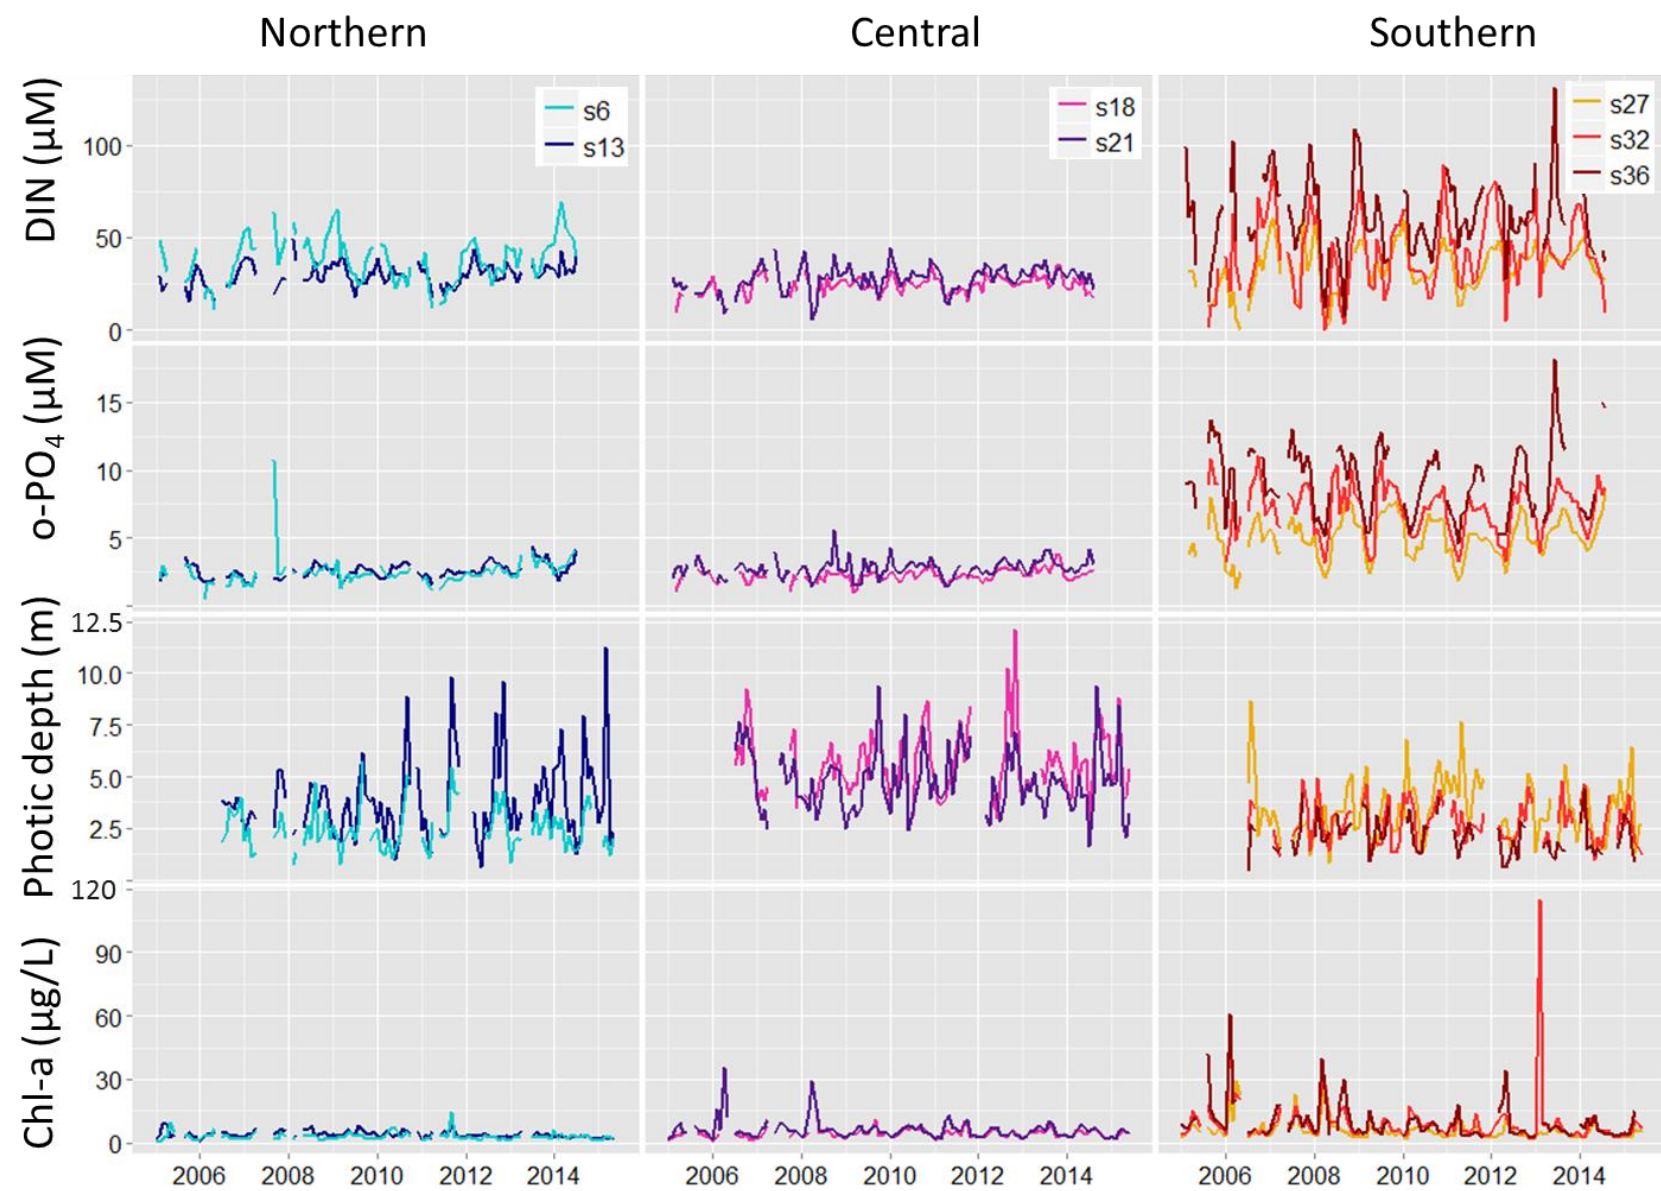 Northern Central Southern
DIN (µM)
100
50
0
s6
s13
s18
s21
s27
s32
s36
o-PO4 (µM)
15
10
5
Photic depth (m)
12.5
10.0
7.5
5.0
2.5
Chl-a (µg/L)
120
90
60
30
0
2006 2008 2010 2012 2014 2006 2008 2010 2012 2014 2006 2008 2010 2012 2014